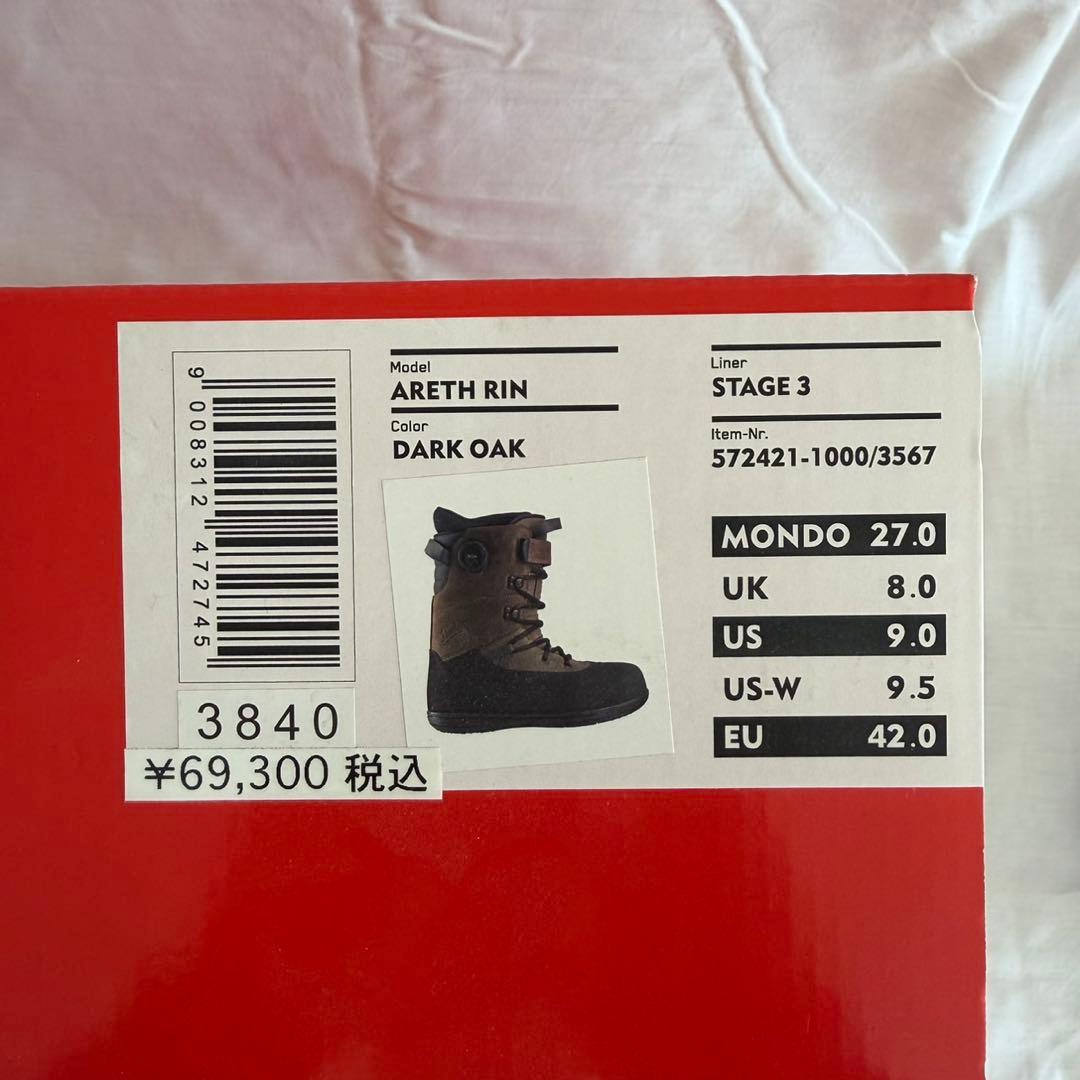 9 008312 472745
3840
¥69,300 税込
Model
ARETH RIN
Color
DARK OAK
Liner
STAGE 3
Item-Nr.
572421-1000/3567
MONDO 27.0
UK 8.0
US 9.0
US-W 9.5
EU 42.0